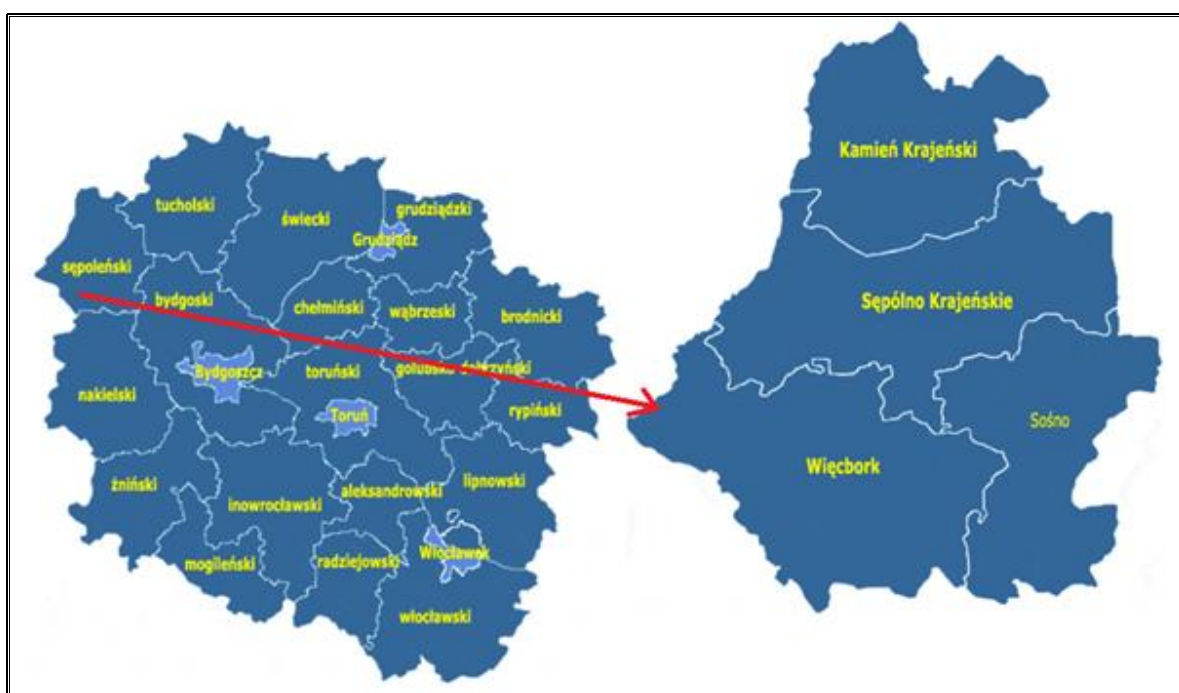 tucholski
świecki
grudziądzki
Grudziądz
sępoleński
bydgoski
chełmiński
wąbrzeski
brodnicki
Bydgoszcz
toruński
golubsko-dobrzyński
nakielski
Toruń
rypiński
żniński
inowrocławski
aleksandrowski
lipnowski
mogileński
radziejowski
Włocławek
włocławski
Kamień Krajeński
Sępólno Krajeńskie
Sośno
Więcbork